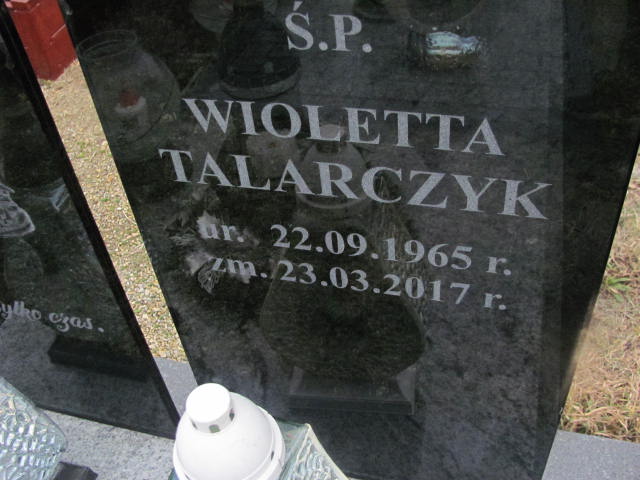 Ś.P.
WIOLETTA
TALARCZYK
ur. 22.09.1965 r.
zm. 23.03.2017 r.
tylko czas.